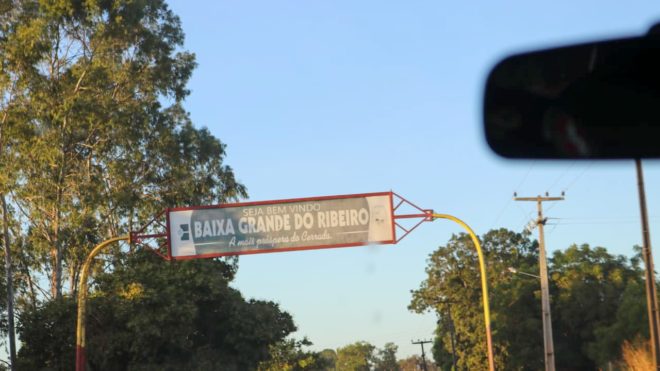 SEJA BEM VINDO
BAIXA GRANDE DO RIBEIRO
A mais próspera do Cerrado.